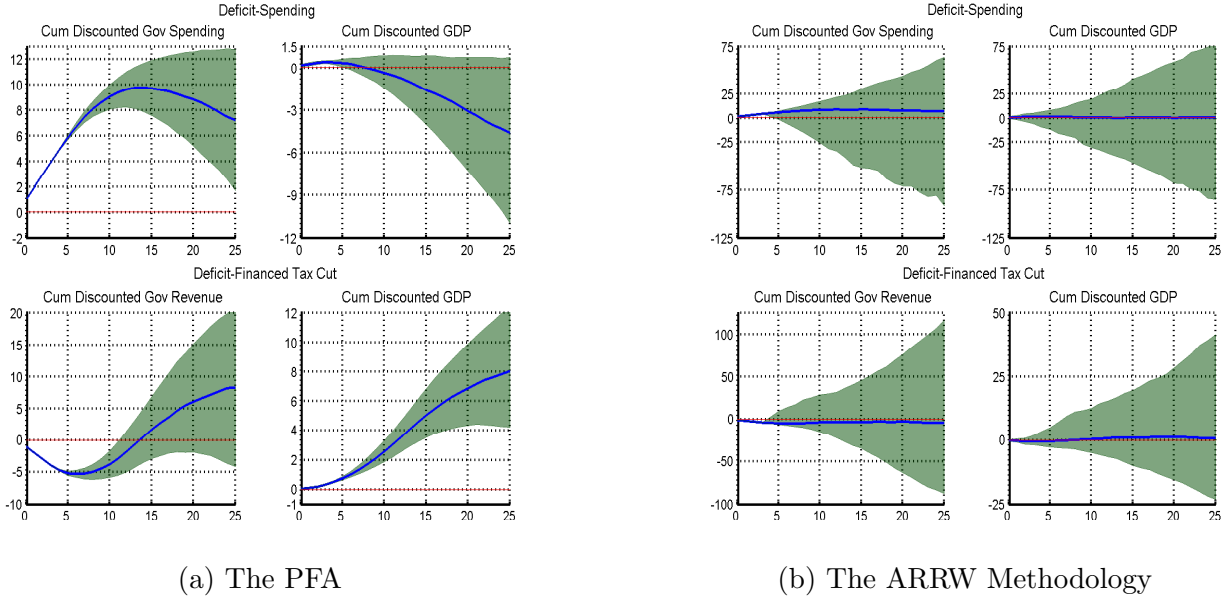 Deficit-Spending
Cum Discounted Gov Spending
Cum Discounted GDP
12
10
8
6
4
2
0
-2
0 5 10 15 20 25
1.5
0
-3
-6
-9
-12
0 5 10 15 20 25
Deficit-Financed Tax Cut
Cum Discounted Gov Revenue
Cum Discounted GDP
20
15
10
5
0
-5
-10
0 5 10 15 20 25
12
10
8
6
4
2
0
-1
0 5 10 15 20 25
(a) The PFA
Deficit-Spending
Cum Discounted Gov Spending
Cum Discounted GDP
75
25
0
-25
-75
-125
0 5 10 15 20 25
75
25
0
-25
-75
-125
0 5 10 15 20 25
Deficit-Financed Tax Cut
Cum Discounted Gov Revenue
Cum Discounted GDP
100
50
0
-50
-100
0 5 10 15 20 25
50
25
0
-25
0 5 10 15 20 25
(b) The ARRW Methodology